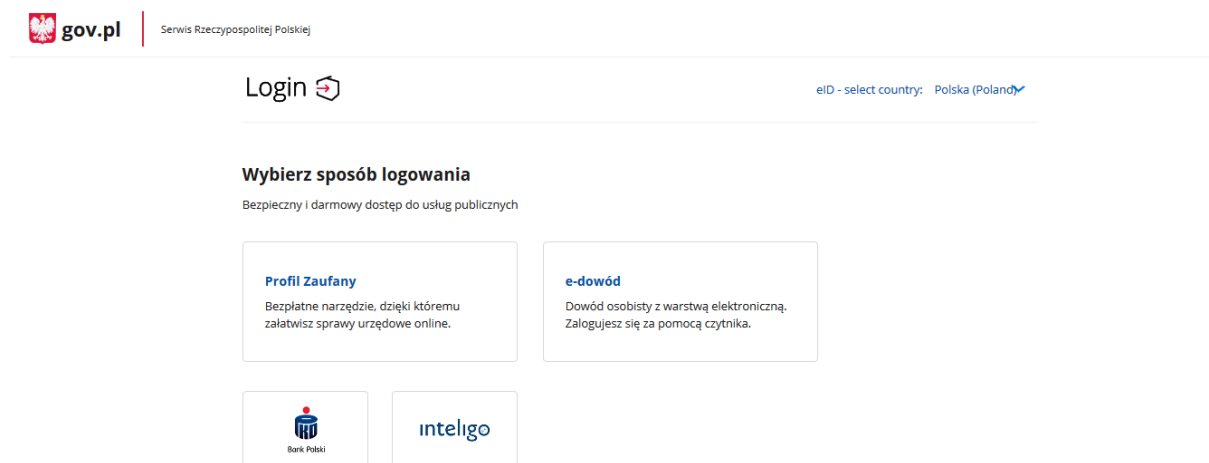 gov.pl
Serwis Rzeczypospolitej Polskiej
Login
eID - select country: Polska (Poland)
Wybierz sposób logowania
Bezpieczny i darmowy dostęp do usług publicznych
Profil Zaufany
Bezpłatne narzędzie, dzięki któremu
załatwisz sprawy urzędowe online.
e-dowód
Dowód osobisty z warstwą elektroniczną.
Zalogujesz się za pomocą czytnika.
Bank Polski
inteligo